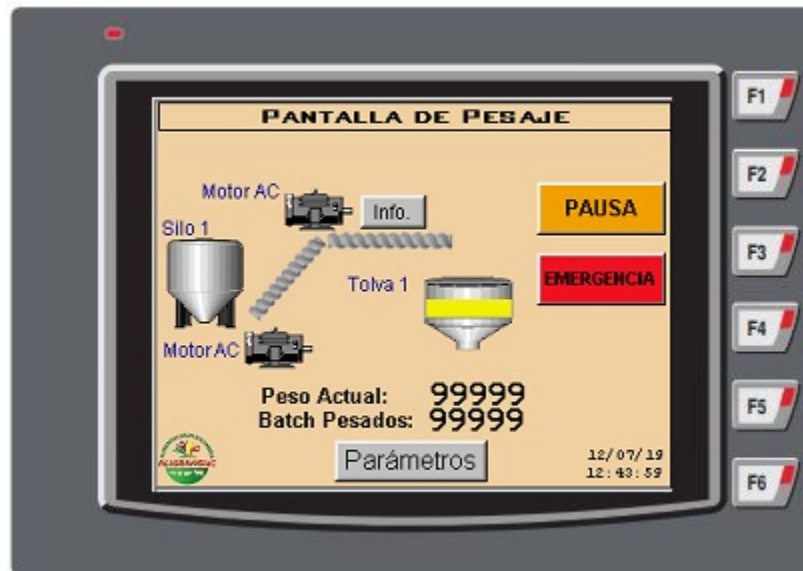 PANTALLA DE PESAJE
Motor AC
Info.
PAUSA
Silo 1
Tolva 1
EMERGENCIA
Motor AC
Peso Actual: 99999
Batch Pesados: 99999
Parámetros
12/07/19
12:43:59
F1
F2
F3
F4
F5
F6